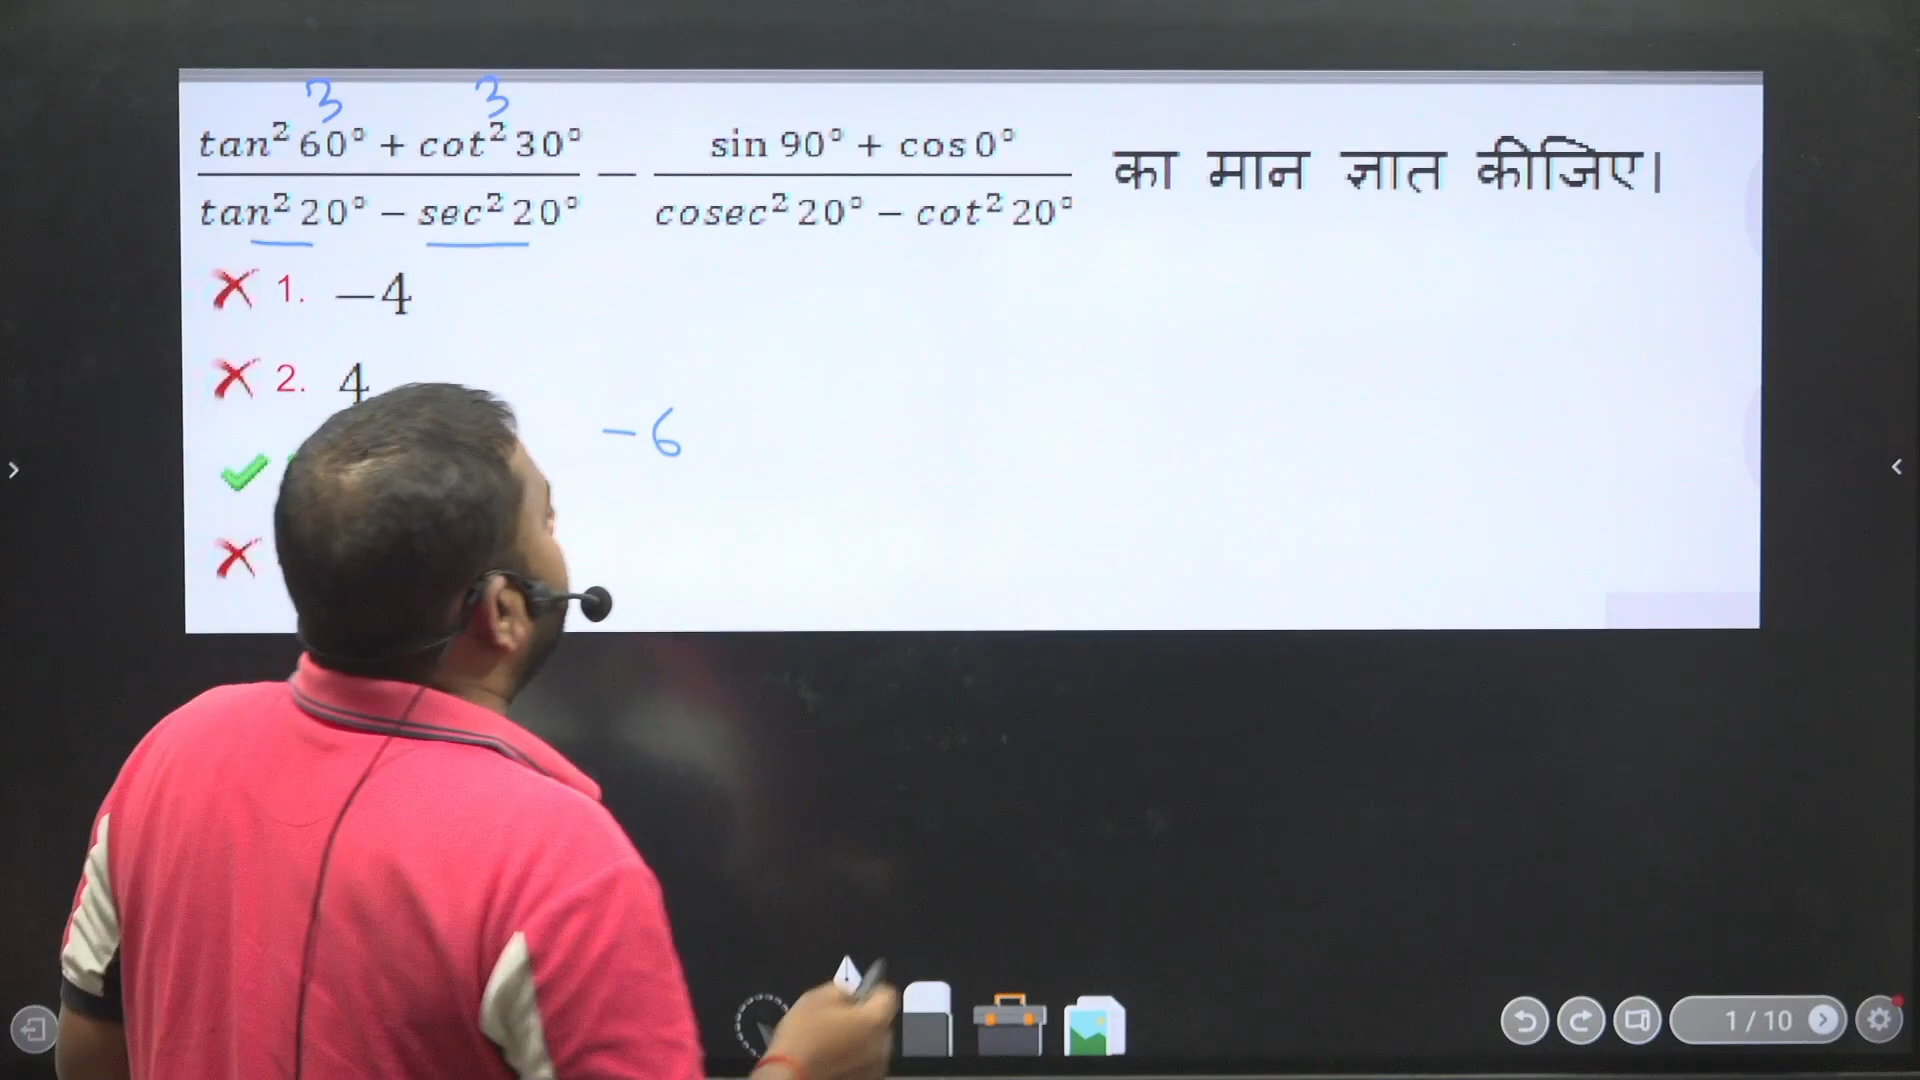 3 3
tan² 60° + cot² 30° / tan² 20° − sec² 20° − sin 90° + cos 0° / cosec² 20° − cot² 20° का मान ज्ञात कीजिए।
1. −4
2. 4
−6
1 / 10